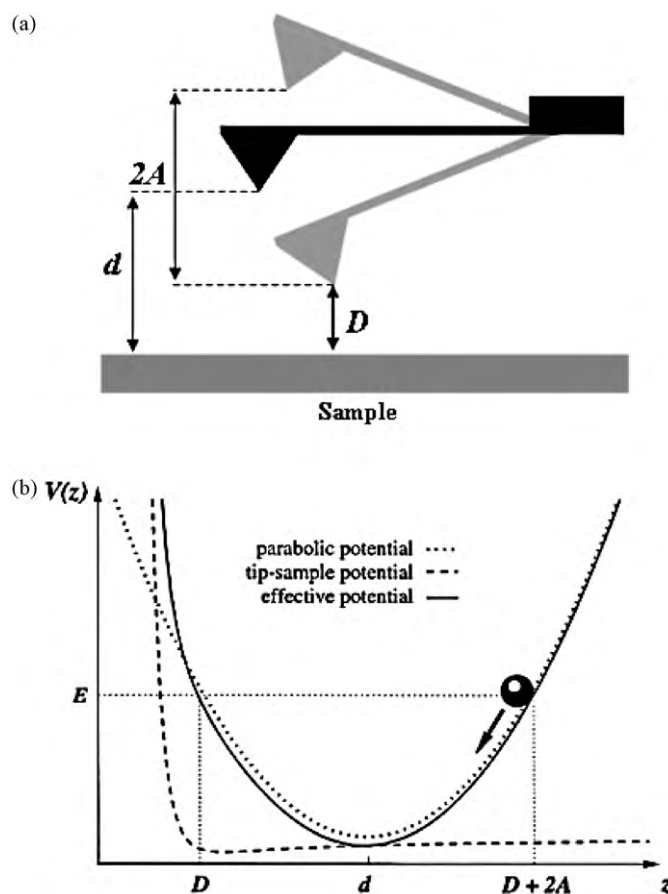 (a)
2A
d
D
Sample
(b) V(z)
parabolic potential
tip-sample potential
effective potential
E
D d D + 2A z